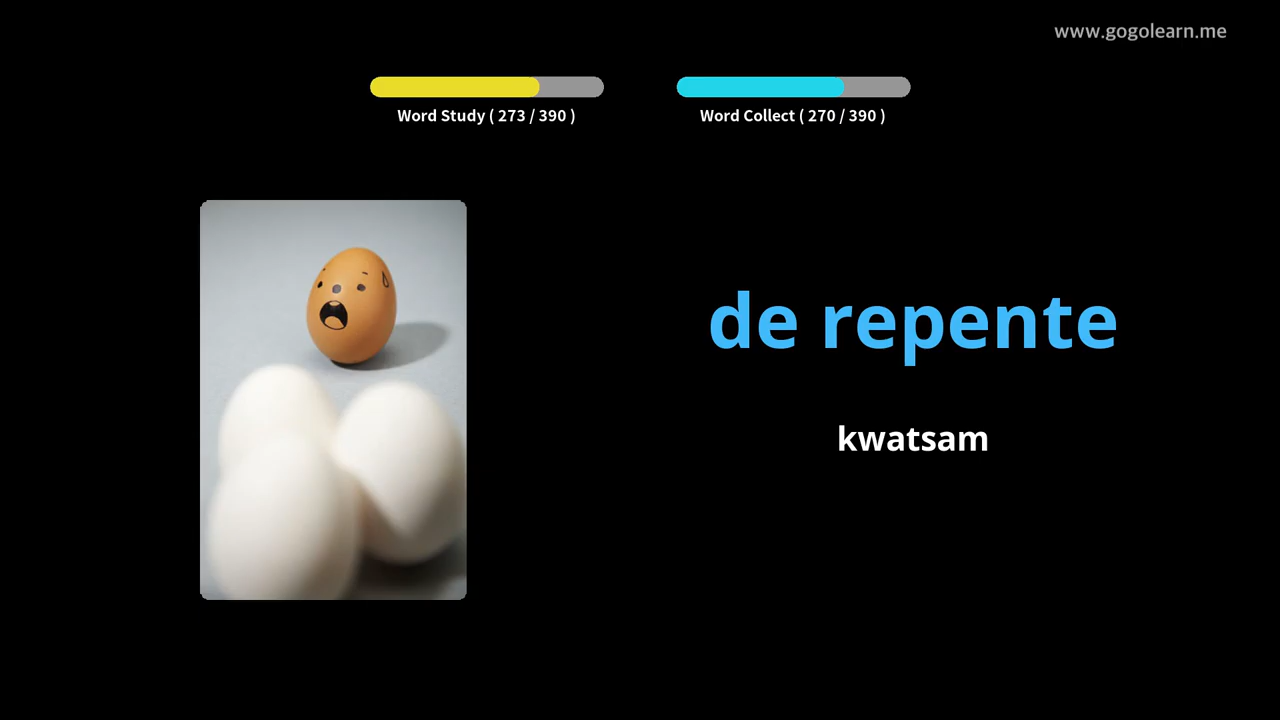 www.gogolearn.me
Word Study ( 273 / 390 )
Word Collect ( 270 / 390 )
de repente
kwatsam